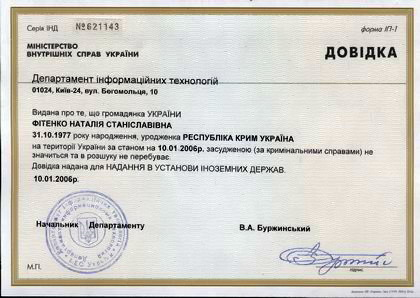 Серія ІНД №621143 форма ІП-1
МІНІСТЕРСТВО
ВНУТРІШНІХ СПРАВ УКРАЇНИ
ДОВІДКА
Департамент інформаційних технологій
01024, Київ-24, вул. Богомольця, 10
Видана про те, що громадянка УКРАЇНИ
ФІТЕНКО НАТАЛІЯ СТАНІСЛАВІВНА
31.10.1977 року народження, уродженка РЕСПУБЛІКА КРИМ УКРАЇНА
на території України за станом на 10.01.2006р. засудженою (за кримінальними справами) не
значиться та в розшуку не перебуває.
Довідка надана для НАДАННЯ В УСТАНОВИ ІНОЗЕМНИХ ДЕРЖАВ.
10.01.2006р.
Начальник Департаменту В.А. Буржинський
М.П. підпис